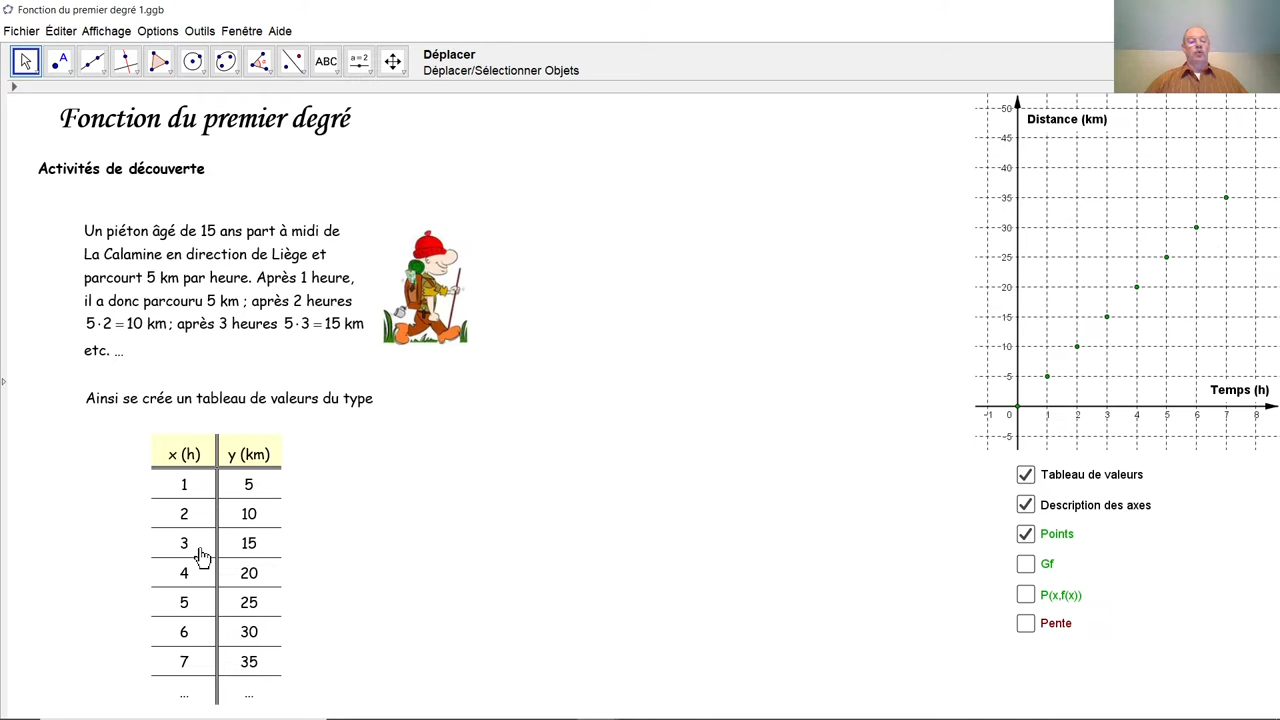 Fonction du premier degré 1.ggb
Fichier Éditer Affichage Options Outils Fenêtre Aide
A
ABC
a=2
Déplacer
Déplacer/Sélectionner Objets
Fonction du premier degré
Activités de découverte
Un piéton âgé de 15 ans part à midi de
La Calamine en direction de Liège et
parcourt 5 km par heure. Après 1 heure,
il a donc parcouru 5 km ; après 2 heures
5·2 = 10 km ; après 3 heures 5·3 = 15 km
etc. ...
Ainsi se crée un tableau de valeurs du type
x (h) y (km)
1 5
2 10
3 15
4 20
5 25
6 30
7 35
... ...
Distance (km)
50
45
40
35
30
25
20
15
10
5
Temps (h)
-1 0 1 2 3 4 5 6 7 8
-5
Tableau de valeurs
Description des axes
Points
Gf
P(x,f(x))
Pente